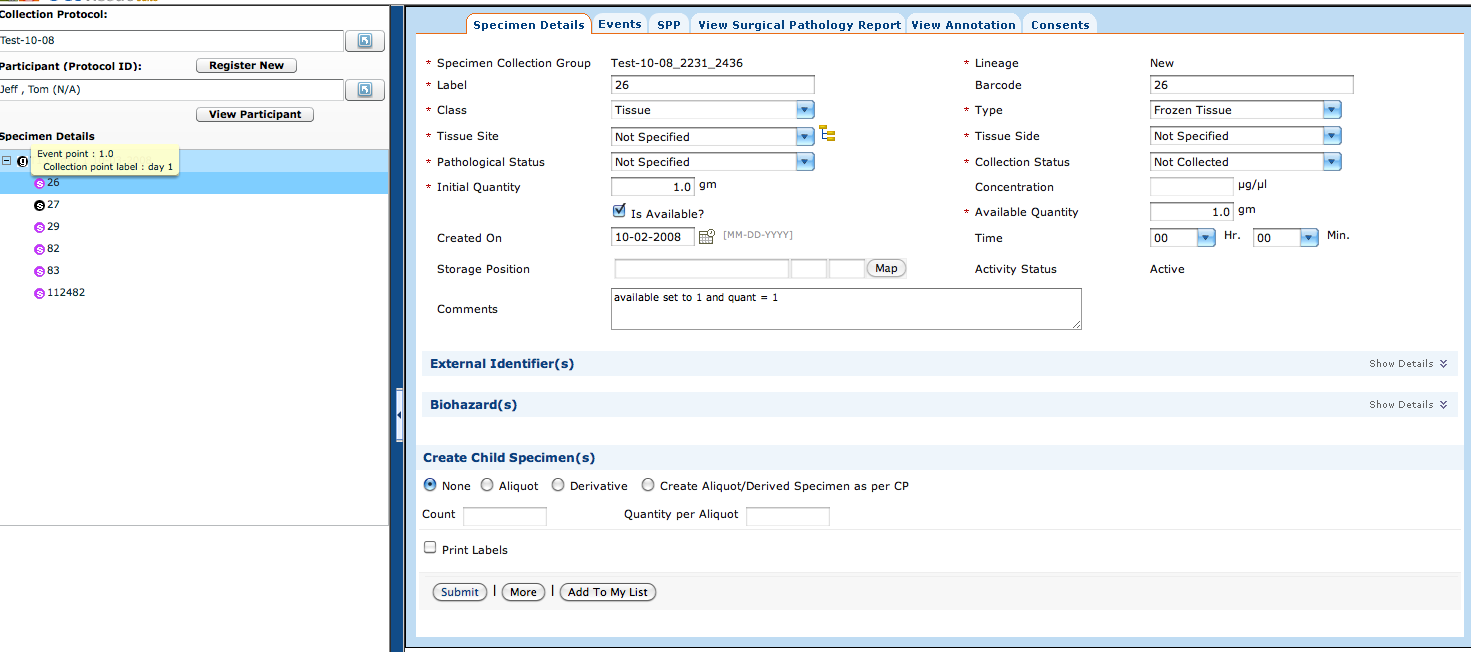 Collection Protocol:
Test-10-08
Participant (Protocol ID): Register New
Jeff , Tom (N/A)
View Participant
Specimen Details
Event point : 1.0
Collection point label : day 1
26
27
29
82
83
112482
Specimen Details Events SPP View Surgical Pathology Report View Annotation Consents
* Specimen Collection Group Test-10-08_2231_2436 * Lineage New
* Label 26 Barcode 26
* Class Tissue * Type Frozen Tissue
* Tissue Site Not Specified * Tissue Side Not Specified
* Pathological Status Not Specified * Collection Status Not Collected
* Initial Quantity 1.0 gm Concentration µg/µl
Is Available? * Available Quantity 1.0 gm
Created On 10-02-2008 [MM-DD-YYYY] Time 00 Hr. 00 Min.
Storage Position Map Activity Status Active
Comments available set to 1 and quant = 1
External Identifier(s) Show Details
Biohazard(s) Show Details
Create Child Specimen(s)
None Aliquot Derivative Create Aliquot/Derived Specimen as per CP
Count Quantity per Aliquot
Print Labels
Submit | More | Add To My List